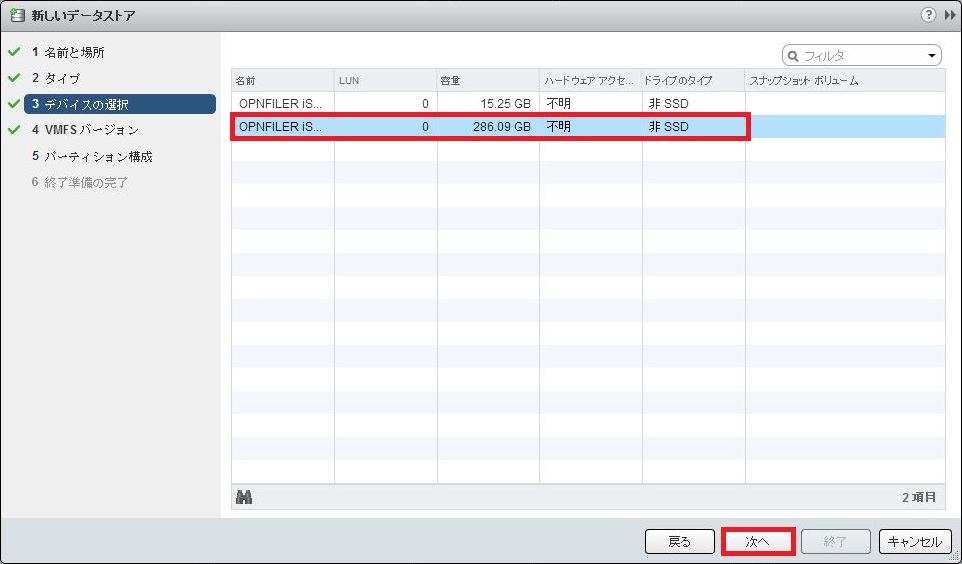 新しいデータストア
1 名前と場所
2 タイプ
3 デバイスの選択
4 VMFS バージョン
5 パーティション構成
6 終了準備の完了
フィルタ
名前 LUN 容量 ハードウェア アクセ... ドライブのタイプ スナップショット ボリューム
OPNFILER iS... 0 15.25 GB 不明 非 SSD
OPNFILER iS... 0 286.09 GB 不明 非 SSD
2 項目
戻る 次へ 終了 キャンセル